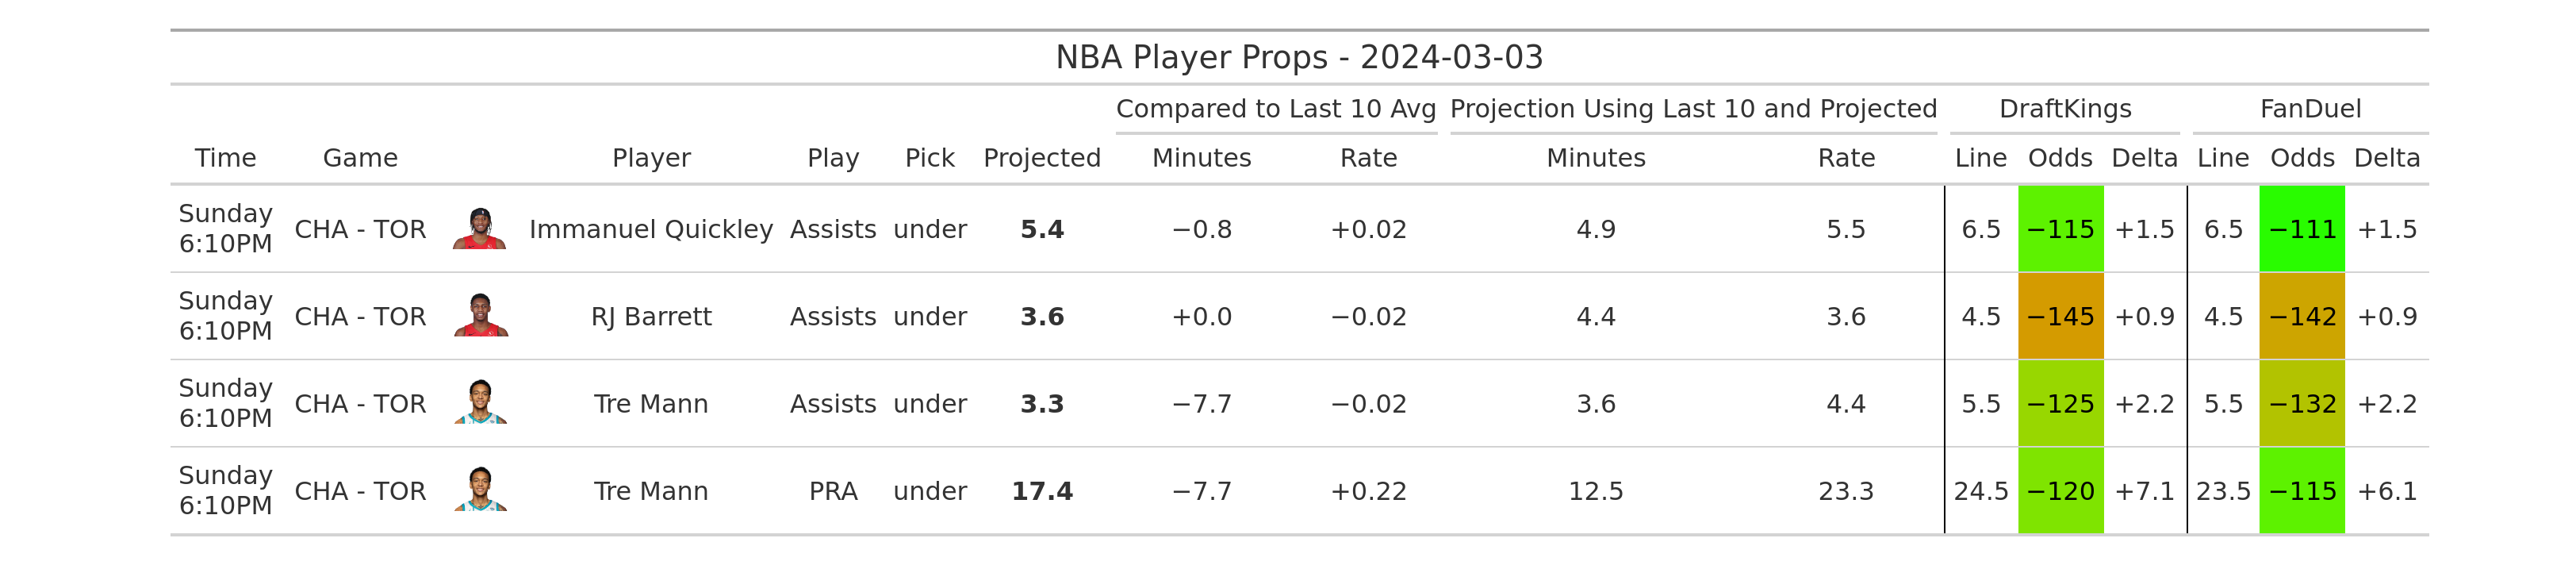 NBA Player Props - 2024-03-03
Compared to Last 10 Avg Projection Using Last 10 and Projected DraftKings FanDuel
Time Game Player Play Pick Projected Minutes Rate Minutes Rate Line Odds Delta Line Odds Delta
Sunday
6:10PM CHA - TOR Immanuel Quickley Assists under 5.4 −0.8 +0.02 4.9 5.5 6.5 −115 +1.5 6.5 −111 +1.5
Sunday
6:10PM CHA - TOR RJ Barrett Assists under 3.6 +0.0 −0.02 4.4 3.6 4.5 −145 +0.9 4.5 −142 +0.9
Sunday
6:10PM CHA - TOR Tre Mann Assists under 3.3 −7.7 −0.02 3.6 4.4 5.5 −125 +2.2 5.5 −132 +2.2
Sunday
6:10PM CHA - TOR Tre Mann PRA under 17.4 −7.7 +0.22 12.5 23.3 24.5 −120 +7.1 23.5 −115 +6.1